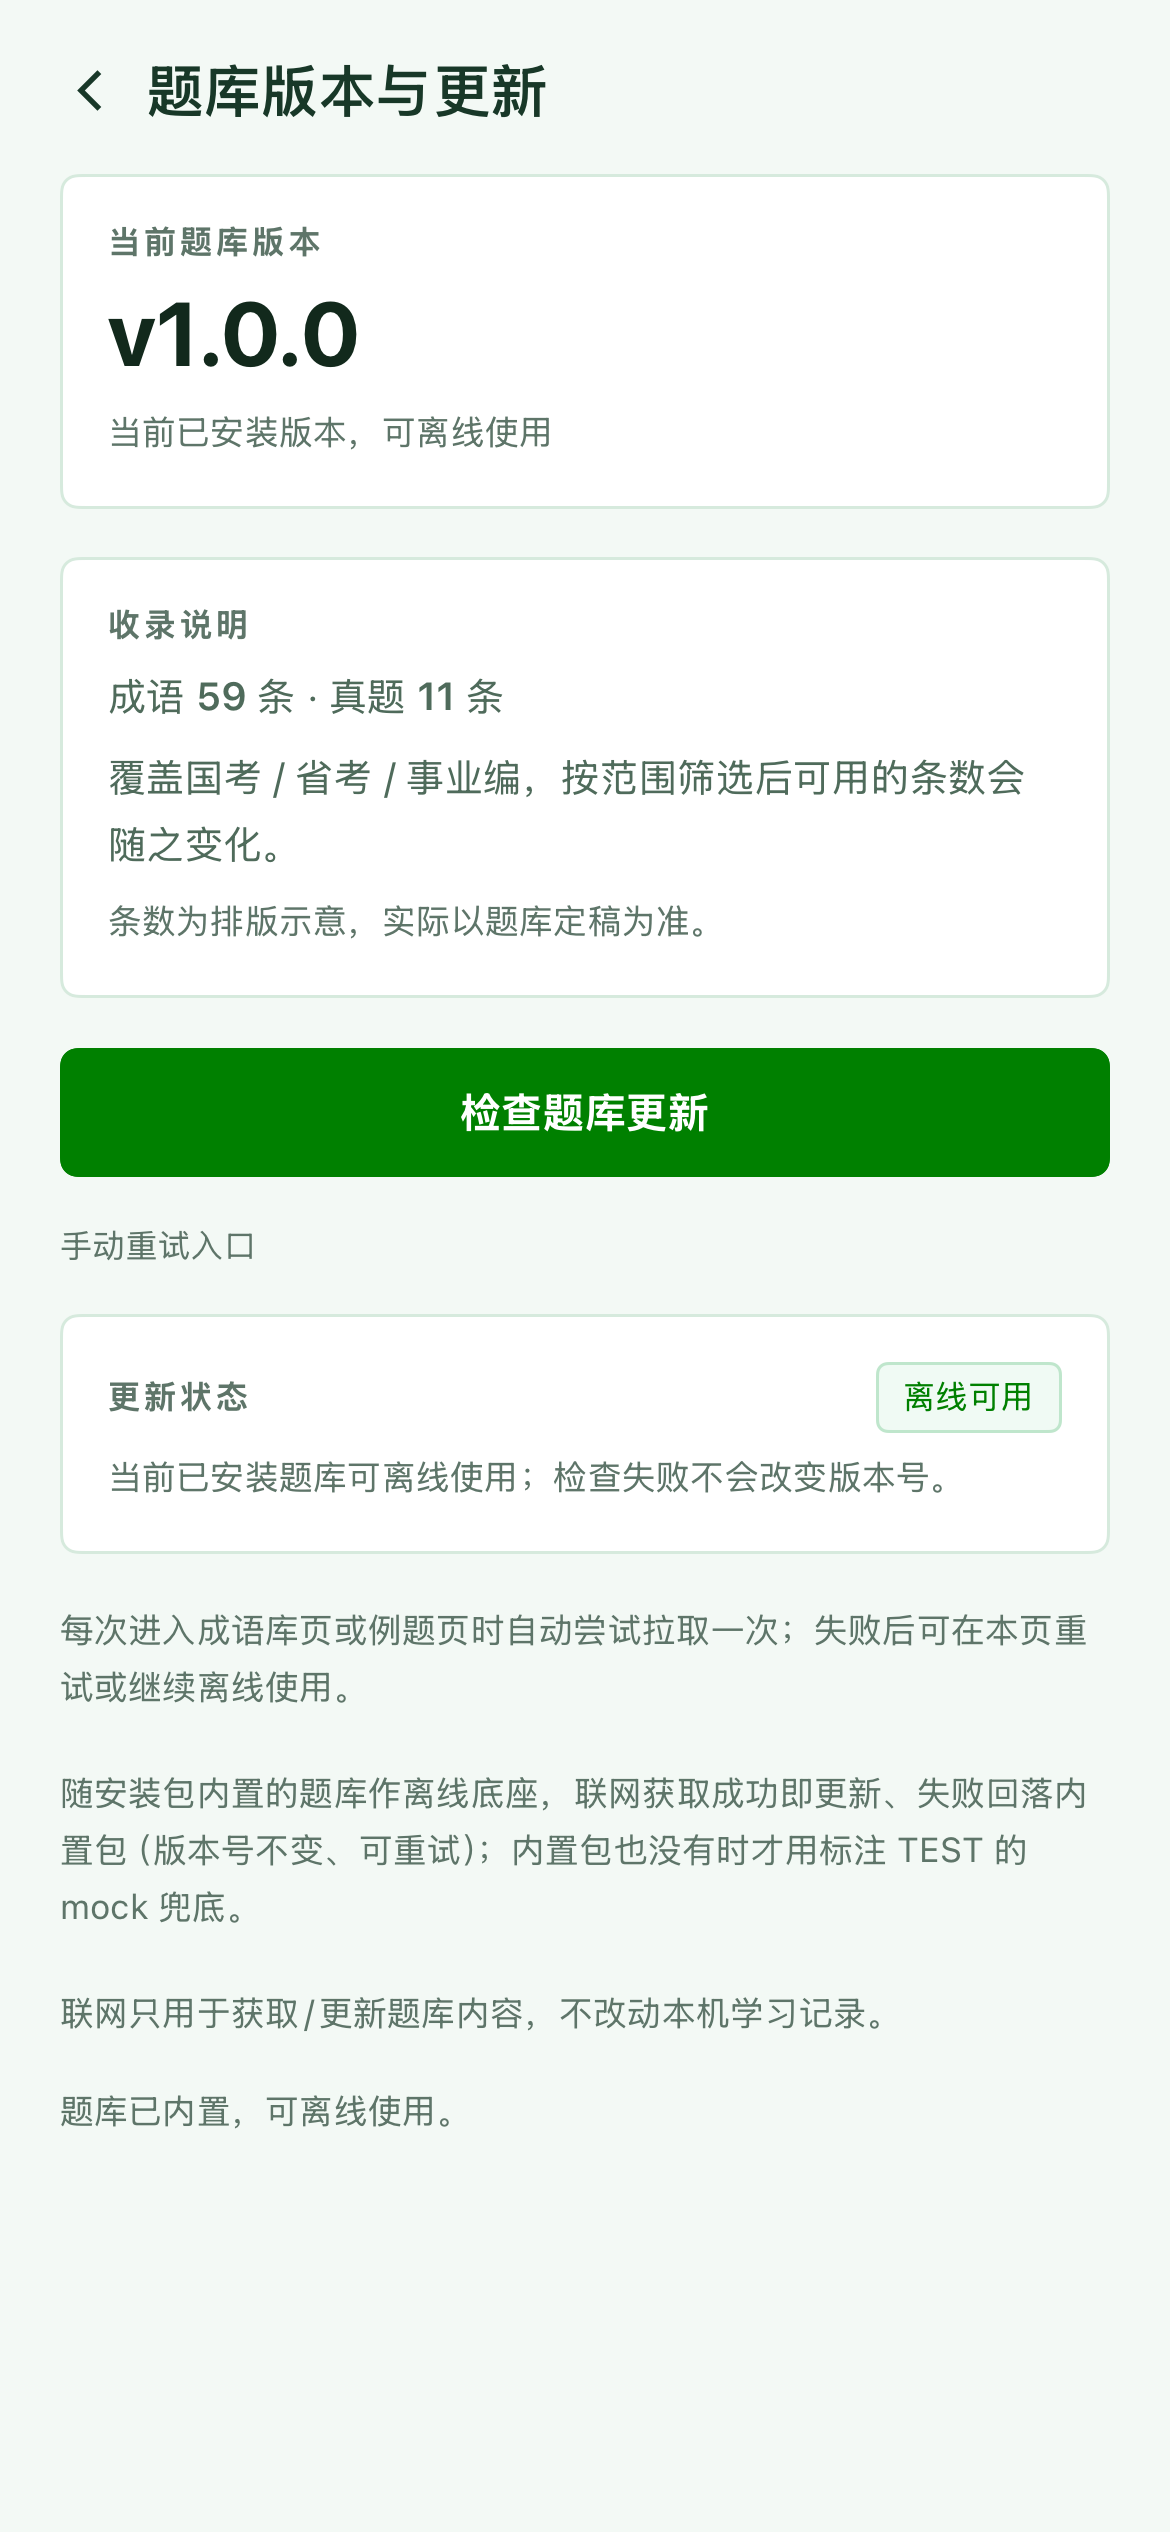 题库版本与更新
当前题库版本
v1.0.0
当前已安装版本，可离线使用
收录说明
成语 59 条 · 真题 11 条
覆盖国考 / 省考 / 事业编，按范围筛选后可用的条数会
随之变化。
条数为排版示意，实际以题库定稿为准。
检查题库更新
手动重试入口
更新状态
离线可用
当前已安装题库可离线使用；检查失败不会改变版本号。
每次进入成语库页或例题页时自动尝试拉取一次；失败后可在本页重
试或继续离线使用。
随安装包内置的题库作离线底座，联网获取成功即更新、失败回落内
置包（版本号不变、可重试）；内置包也没有时才用标注 TEST 的
mock 兜底。
联网只用于获取/更新题库内容，不改动本机学习记录。
题库已内置，可离线使用。